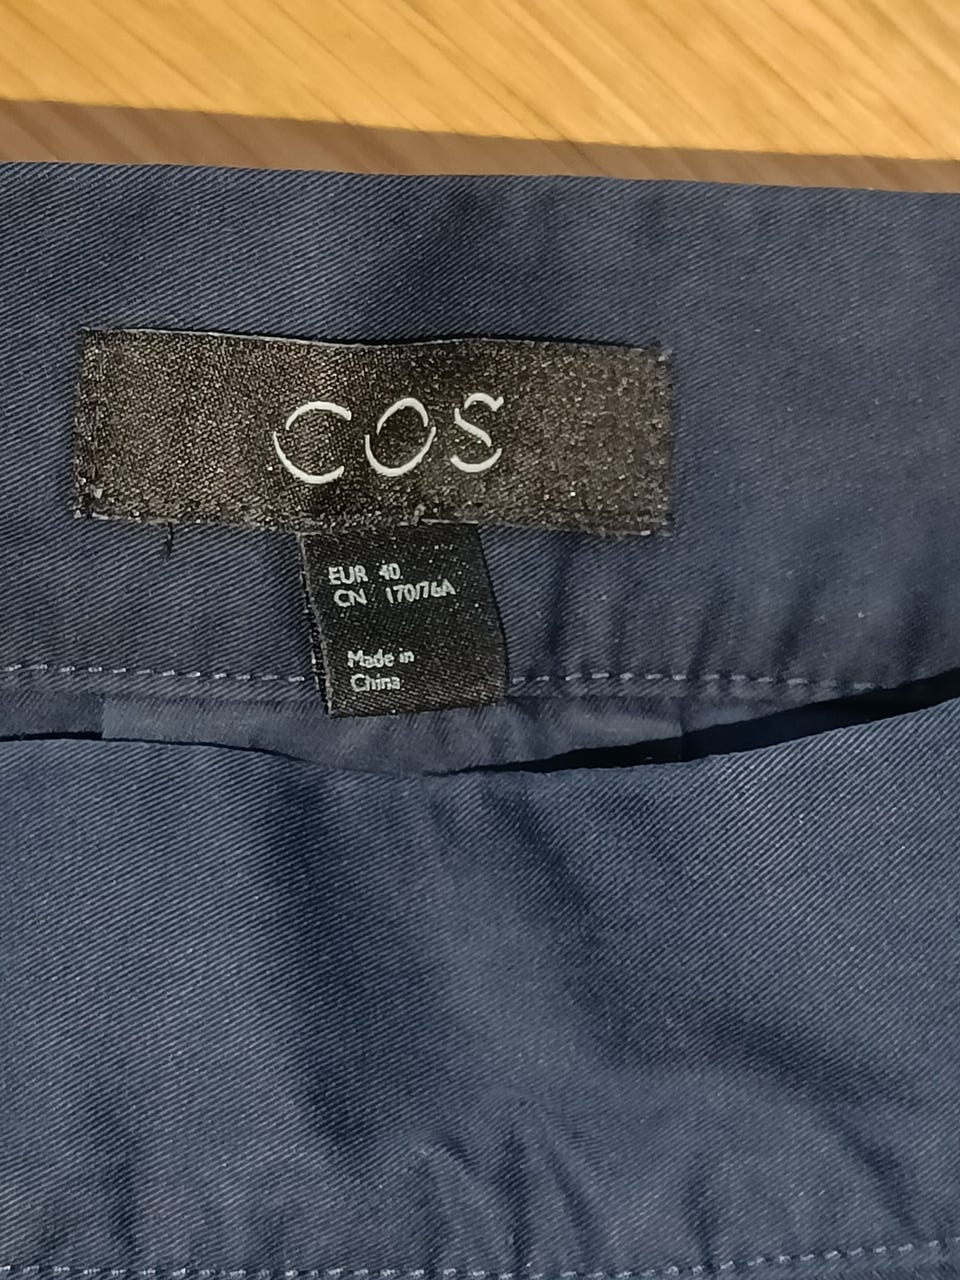 COS
EUR 40
CN 170/76A
Made in
China